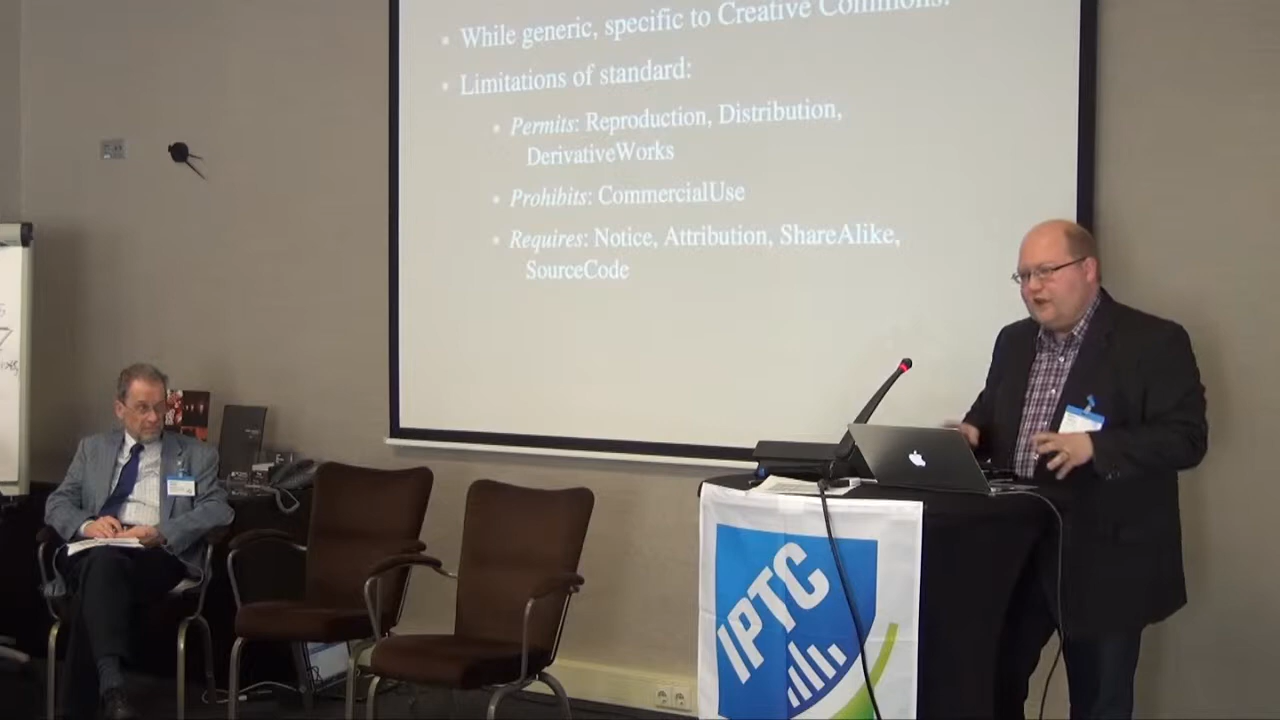 While generic, specific to Creative Commons.
Limitations of standard:
Permits: Reproduction, Distribution,
DerivativeWorks
Prohibits: CommercialUse
Requires: Notice, Attribution, ShareAlike,
SourceCode
IPTC